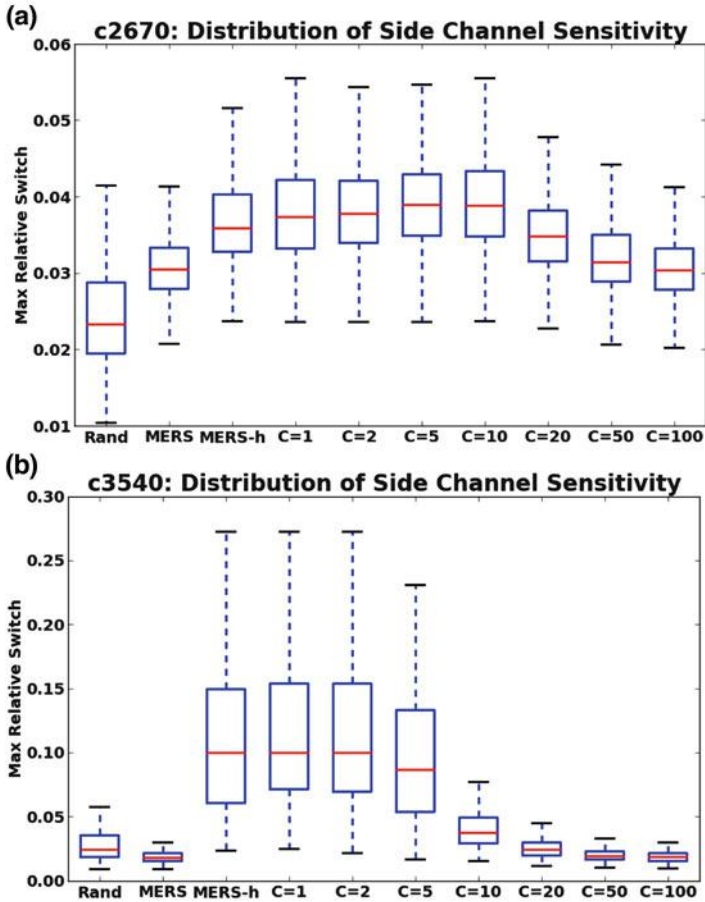 (a)
c2670: Distribution of Side Channel Sensitivity
Max Relative Switch
0.06
0.05
0.04
0.03
0.02
0.01
Rand MERS MERS-h C=1 C=2 C=5 C=10 C=20 C=50 C=100
(b)
c3540: Distribution of Side Channel Sensitivity
Max Relative Switch
0.30
0.25
0.20
0.15
0.10
0.05
0.00
Rand MERS MERS-h C=1 C=2 C=5 C=10 C=20 C=50 C=100